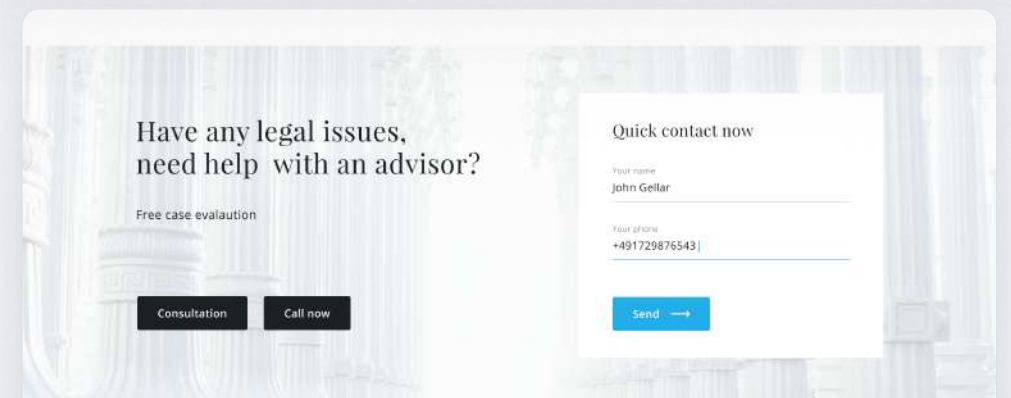 Have any legal issues,
need help with an advisor?
Free case evalaution
Consultation
Call now
Quick contact now
Your name
John Gellar
Your phone
+491729876543
Send